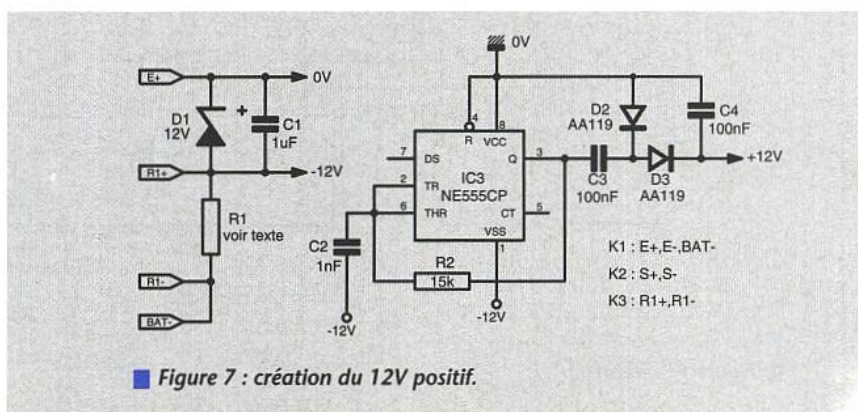 E+
0V
D1
12V
+
C1
1uF
R1+
-12V
R1
voir texte
R1-
BAT-
0V
4
8
R
VCC
7
DS
Q
3
2
TR
IC3
NE555CP
6
THR
CT
5
VSS
1
C2
1nF
R2
15k
-12V
-12V
D2
AA119
C4
100nF
C3
100nF
D3
AA119
+12V
K1 : E+,E-,BAT-
K2 : S+,S-
K3 : R1+,R1-
Figure 7 : création du 12V positif.